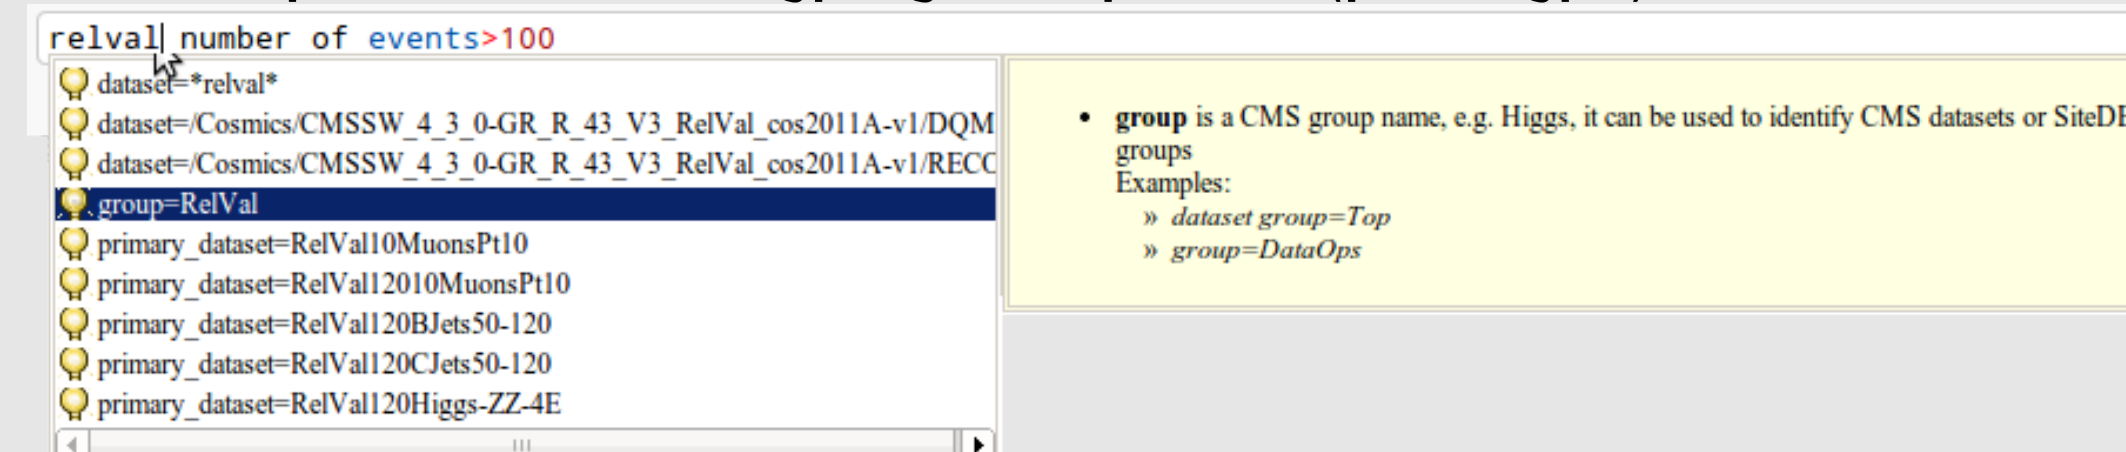 relval number of events>100
dataset=*relval*
dataset=/Cosmics/CMSSW_4_3_0-GR_R_43_V3_RelVal_cos2011A-v1/DQM
dataset=/Cosmics/CMSSW_4_3_0-GR_R_43_V3_RelVal_cos2011A-v1/RECO
group=RelVal
primary_dataset=RelVal10MuonsPt10
primary_dataset=RelVal12010MuonsPt10
primary_dataset=RelVal120BJets50-120
primary_dataset=RelVal120CJets50-120
primary_dataset=RelVal120Higgs-ZZ-4E
• group is a CMS group name, e.g. Higgs, it can be used to identify CMS datasets or SiteDB
groups
Examples:
» dataset group=Top
» group=DataOps